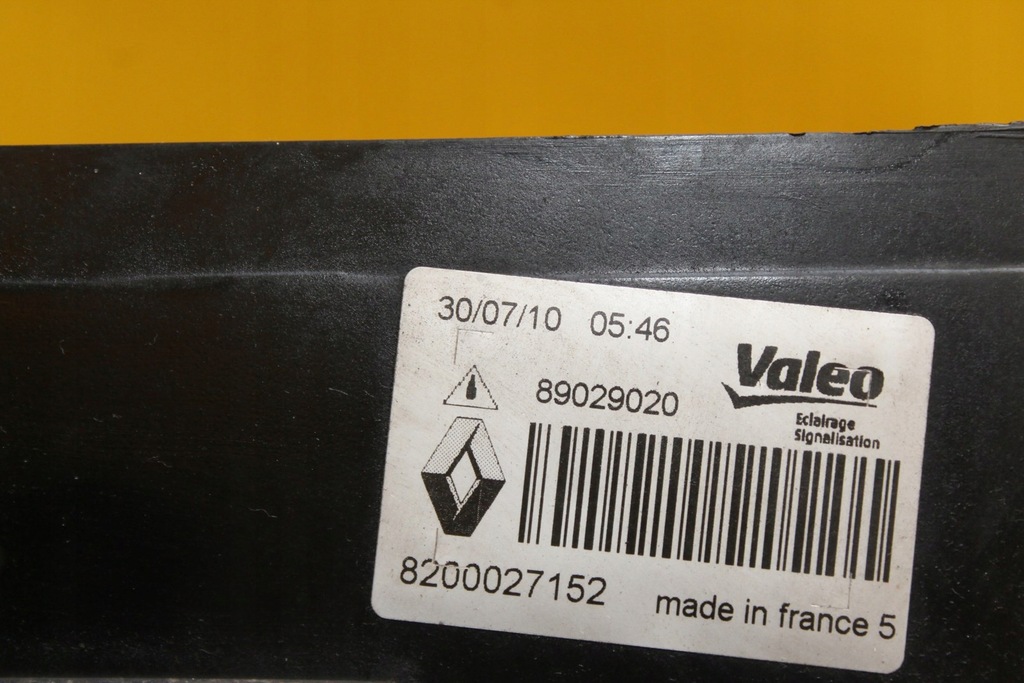 30/07/10 05:46
Valeo
89029020
Eclairage
Signalisation
8200027152
made in france 5